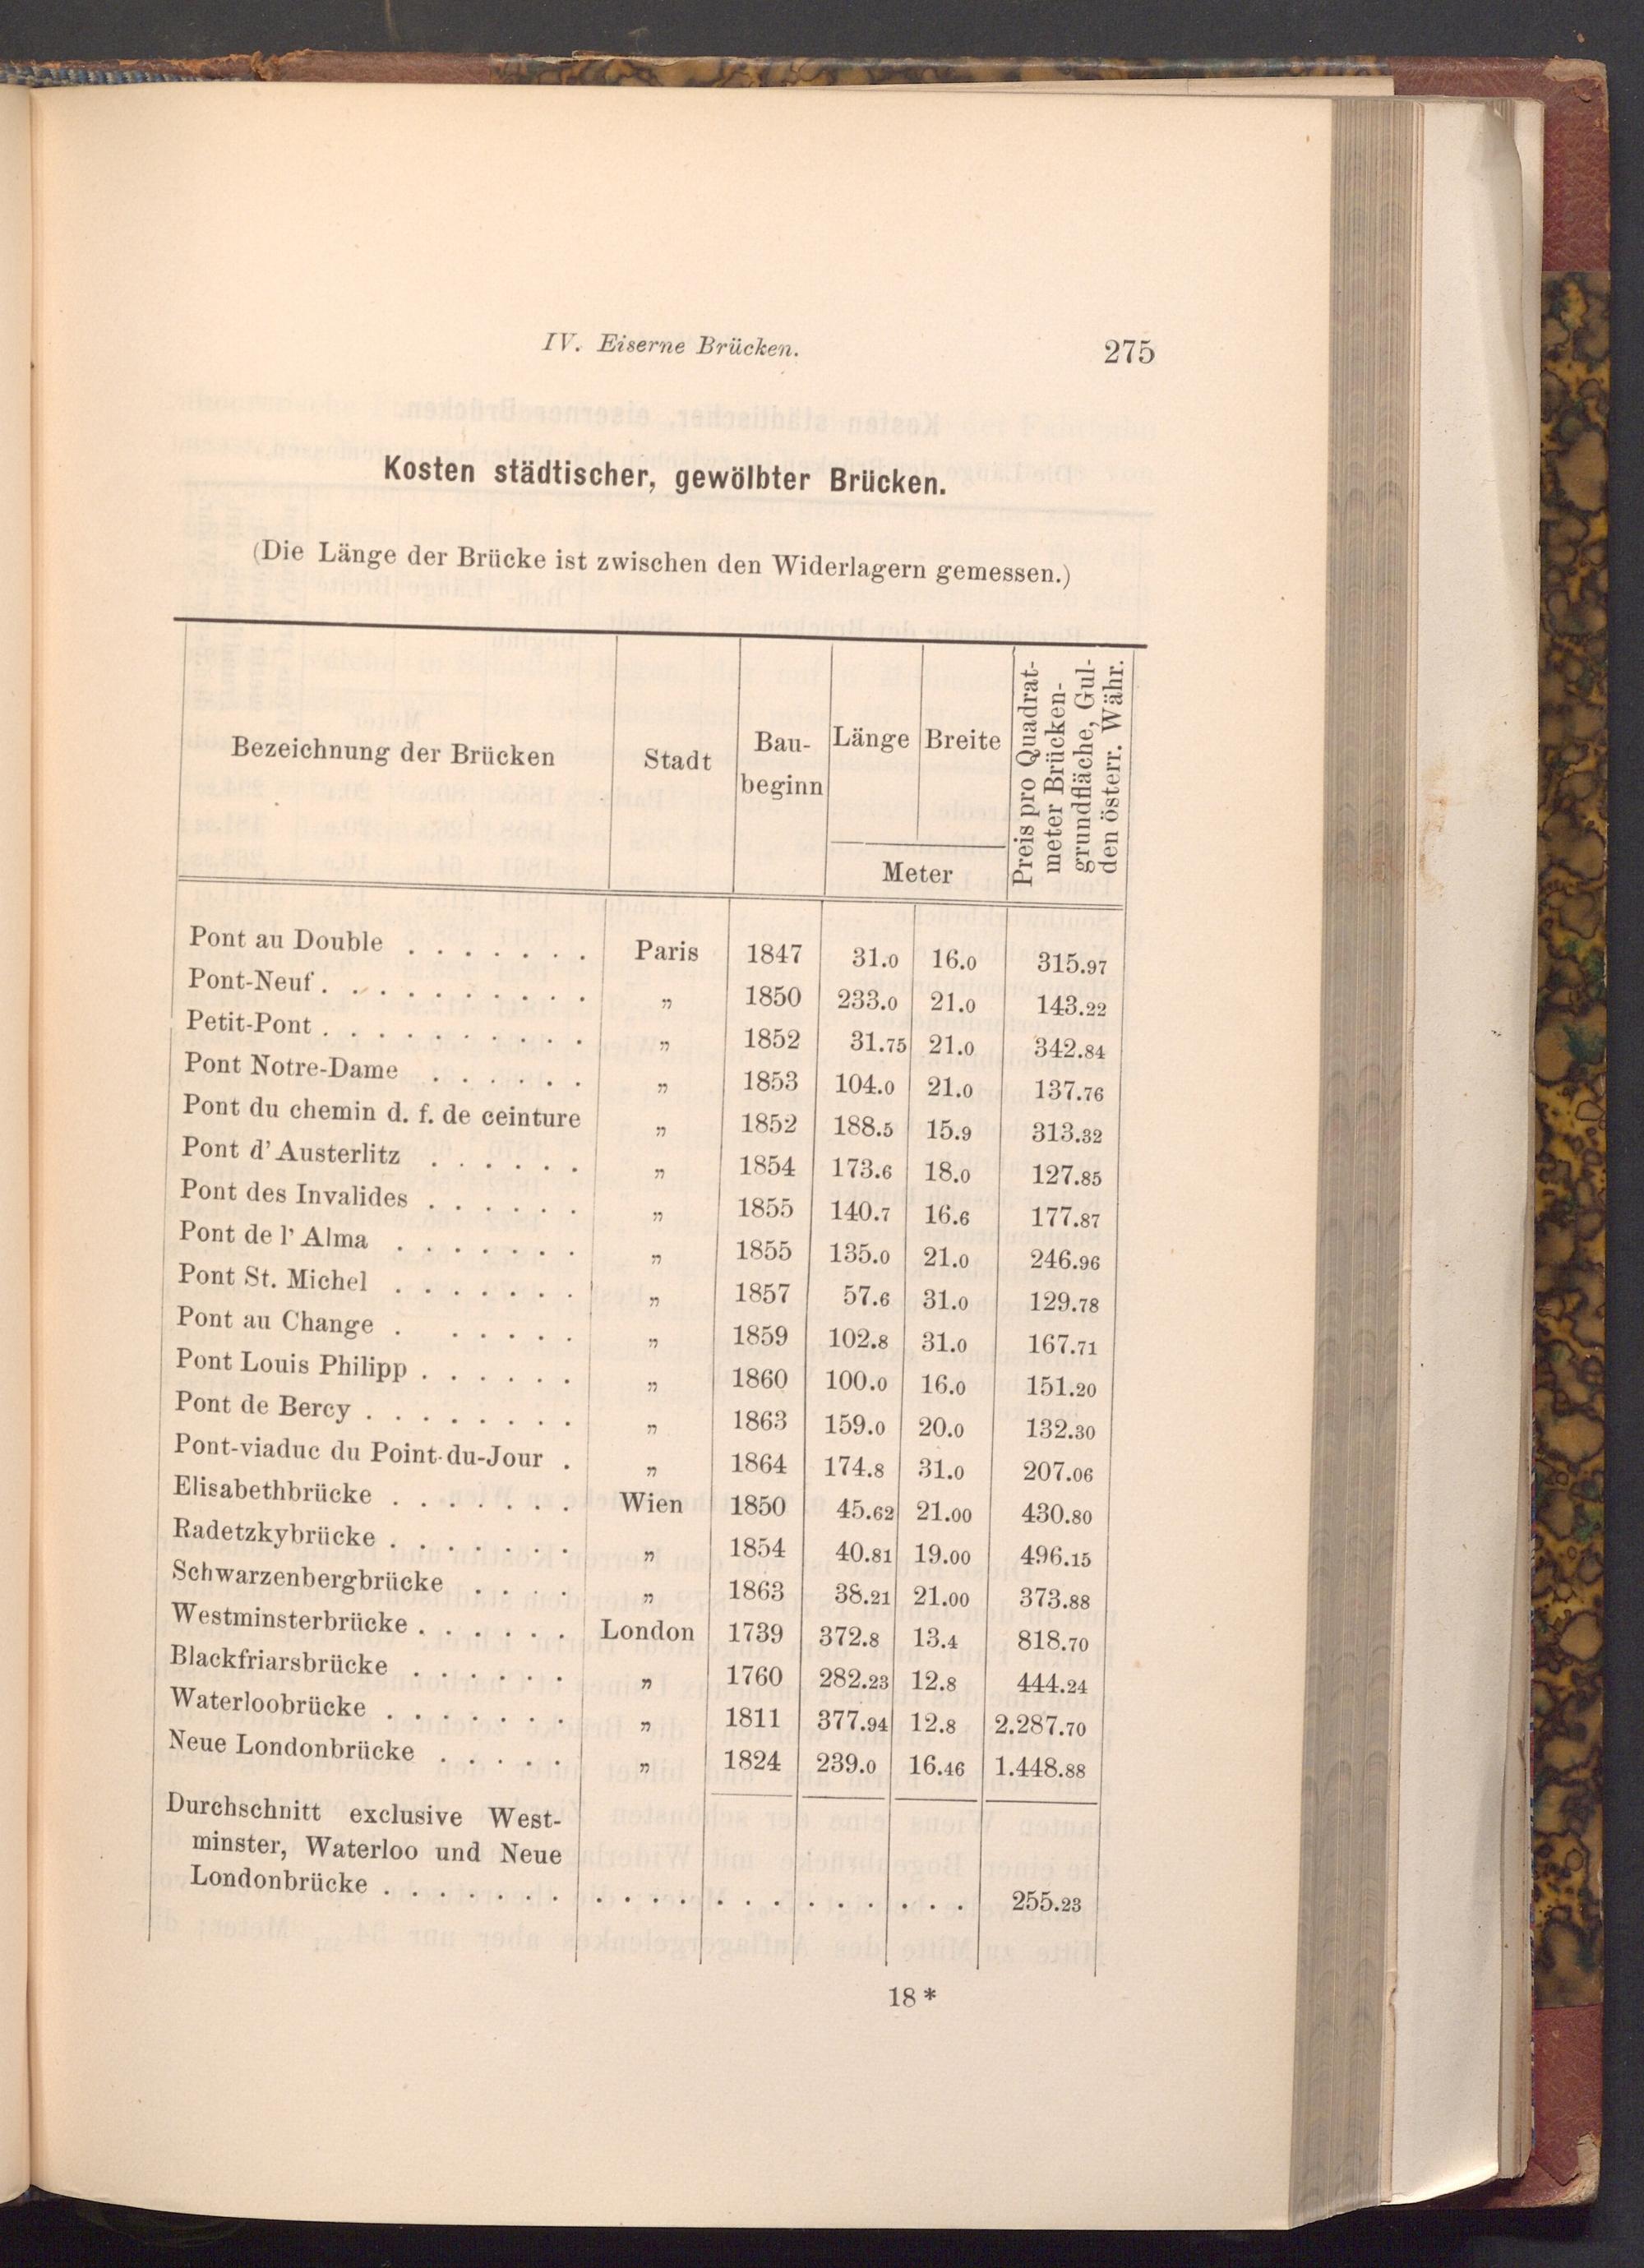 IV. Eiserne Brücken. 275
Kosten städtischer, gewölbter Brücken.
(Die Länge der Brücke ist zwischen den Widerlagern gemessen.)
Bezeichnung der Brücken
Stadt
Bau-
beginn
Länge Breite
Meter
Preis pro Quadrat-
meter Brücken-
grundfläche, Gul-
den österr. Währ.
Pont au Double . . . . . . . Paris 1847 31.0 16.0 315.97
Pont-Neuf . . . . . . . . . . „ 1850 233.0 21.0 143.22
Petit-Pont . . . . . . . . . . „ 1852 31.75 21.0 342.84
Pont Notre-Dame . . . . . . „ 1853 104.0 21.0 137.76
Pont du chemin d. f. de ceinture „ 1852 188.5 15.9 313.32
Pont d' Austerlitz . . . . . . „ 1854 173.6 18.0 127.85
Pont des Invalides . . . . . . „ 1855 140.7 16.6 177.87
Pont de l' Alma . . . . . . . „ 1855 135.0 21.0 246.96
Pont St. Michel . . . . . . . „ 1857 57.6 31.0 129.78
Pont au Change . . . . . . „ 1859 102.8 31.0 167.71
Pont Louis Philipp . . . . . . „ 1860 100.0 16.0 151.20
Pont de Bercy . . . . . . . . „ 1863 159.0 20.0 132.30
Pont-viaduc du Point-du-Jour . „ 1864 174.8 31.0 207.06
Elisabethbrücke . . . . . . . Wien 1850 45.62 21.00 430.80
Radetzkybrücke . . . . . . . „ 1854 40.81 19.00 496.15
Schwarzenbergbrücke . . . . „ 1863 38.21 21.00 373.88
Westminsterbrücke . . . . . . London 1739 372.8 13.4 818.70
Blackfriarsbrücke . . . . . . „ 1760 282.23 12.8 444.24
Waterloobrücke . . . . . . . „ 1811 377.94 12.8 2.287.70
Neue Londonbrücke . . . . . „ 1824 239.0 16.46 1.448.88
Durchschnitt exclusive West-
minster, Waterloo und Neue
Londonbrücke . . . . . . . . . . . . . . . . . . . . 255.23
18*